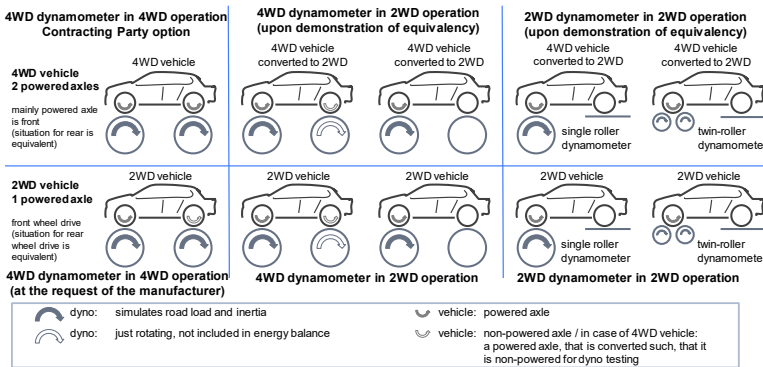 4WD dynamometer in 4WD operation
Contracting Party option
4WD dynamometer in 2WD operation
(upon demonstration of equivalency)
2WD dynamometer in 2WD operation
(upon demonstration of equivalency)
4WD vehicle
2 powered axles
mainly powered axle
is front
(situation for rear is
equivalent)
4WD vehicle
4WD vehicle
converted to 2WD
4WD vehicle
converted to 2WD
4WD vehicle
converted to 2WD
single roller
dynamometer
4WD vehicle
converted to 2WD
twin-roller
dynamomete
2WD vehicle
1 powered axle
front wheel drive
(situation for rear
wheel drive is
equivalent)
2WD vehicle
2WD vehicle
2WD vehicle
2WD vehicle
single roller
dynamometer
2WD vehicle
twin-roller
dynamomete
4WD dynamometer in 4WD operation
(at the request of the manufacturer)
4WD dynamometer in 2WD operation
2WD dynamometer in 2WD operation
dyno: simulates road load and inertia
dyno: just rotating, not included in energy balance
vehicle: powered axle
vehicle: non-powered axle / in case of 4WD vehicle:
a powered axle, that is converted such, that it
is non-powered for dyno testing